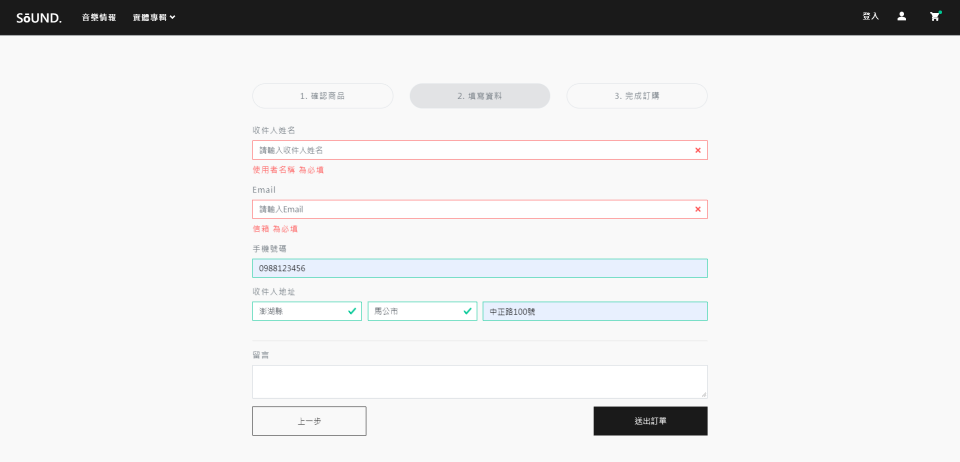 SōUND.
音樂情報
實體專輯
登入
1. 確認商品
2. 填寫資料
3. 完成訂購
收件人姓名
請輸入收件人姓名
使用者名稱 為必填
Email
請輸入Email
信箱 為必填
手機號碼
0988123456
收件人地址
澎湖縣
馬公市
中正路100號
留言
上一步
送出訂單